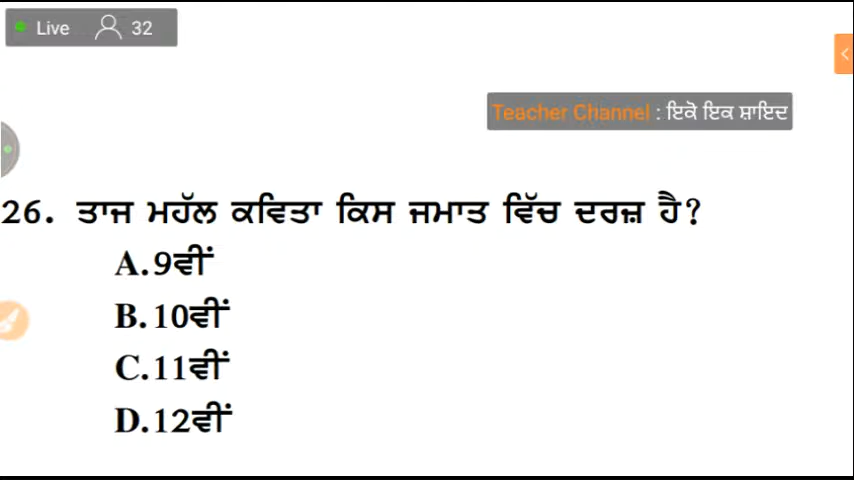 Live 32
Teacher Channel : ਇਕੋ ਇਕ ਸ਼ਾਇਦ
26. ਤਾਜ ਮਹੱਲ ਕਵਿਤਾ ਕਿਸ ਜਮਾਤ ਵਿੱਚ ਦਰਜ਼ ਹੈ?
A.9ਵੀਂ
B.10ਵੀਂ
C.11ਵੀਂ
D.12ਵੀਂ